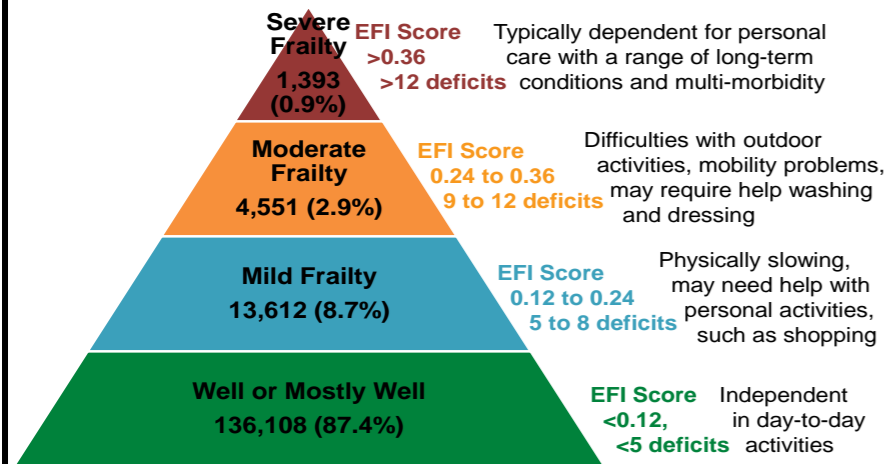 Severe
Frailty
1,393
(0.9%)
EFI Score
>0.36
>12 deficits
Typically dependent for personal
care with a range of long-term
conditions and multi-morbidity
Moderate
Frailty
4,551 (2.9%)
EFI Score
0.24 to 0.36
9 to 12 deficits
Difficulties with outdoor
activities, mobility problems,
may require help washing
and dressing
Mild Frailty
13,612 (8.7%)
EFI Score
0.12 to 0.24
5 to 8 deficits
Physically slowing,
may need help with
personal activities,
such as shopping
Well or Mostly Well
136,108 (87.4%)
EFI Score
<0.12,
<5 deficits
Independent
in day-to-day
activities